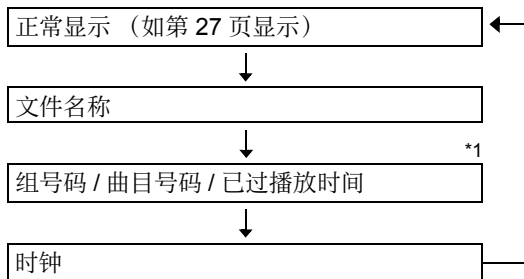 正常显示 （如第 27 页显示）
文件名称
*1
组号码 / 曲目号码 / 已过播放时间
时钟